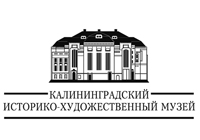 КАЛИНИНГРАДСКИЙ
ИСТОРИКО-ХУДОЖЕСТВЕННЫЙ МУЗЕЙ